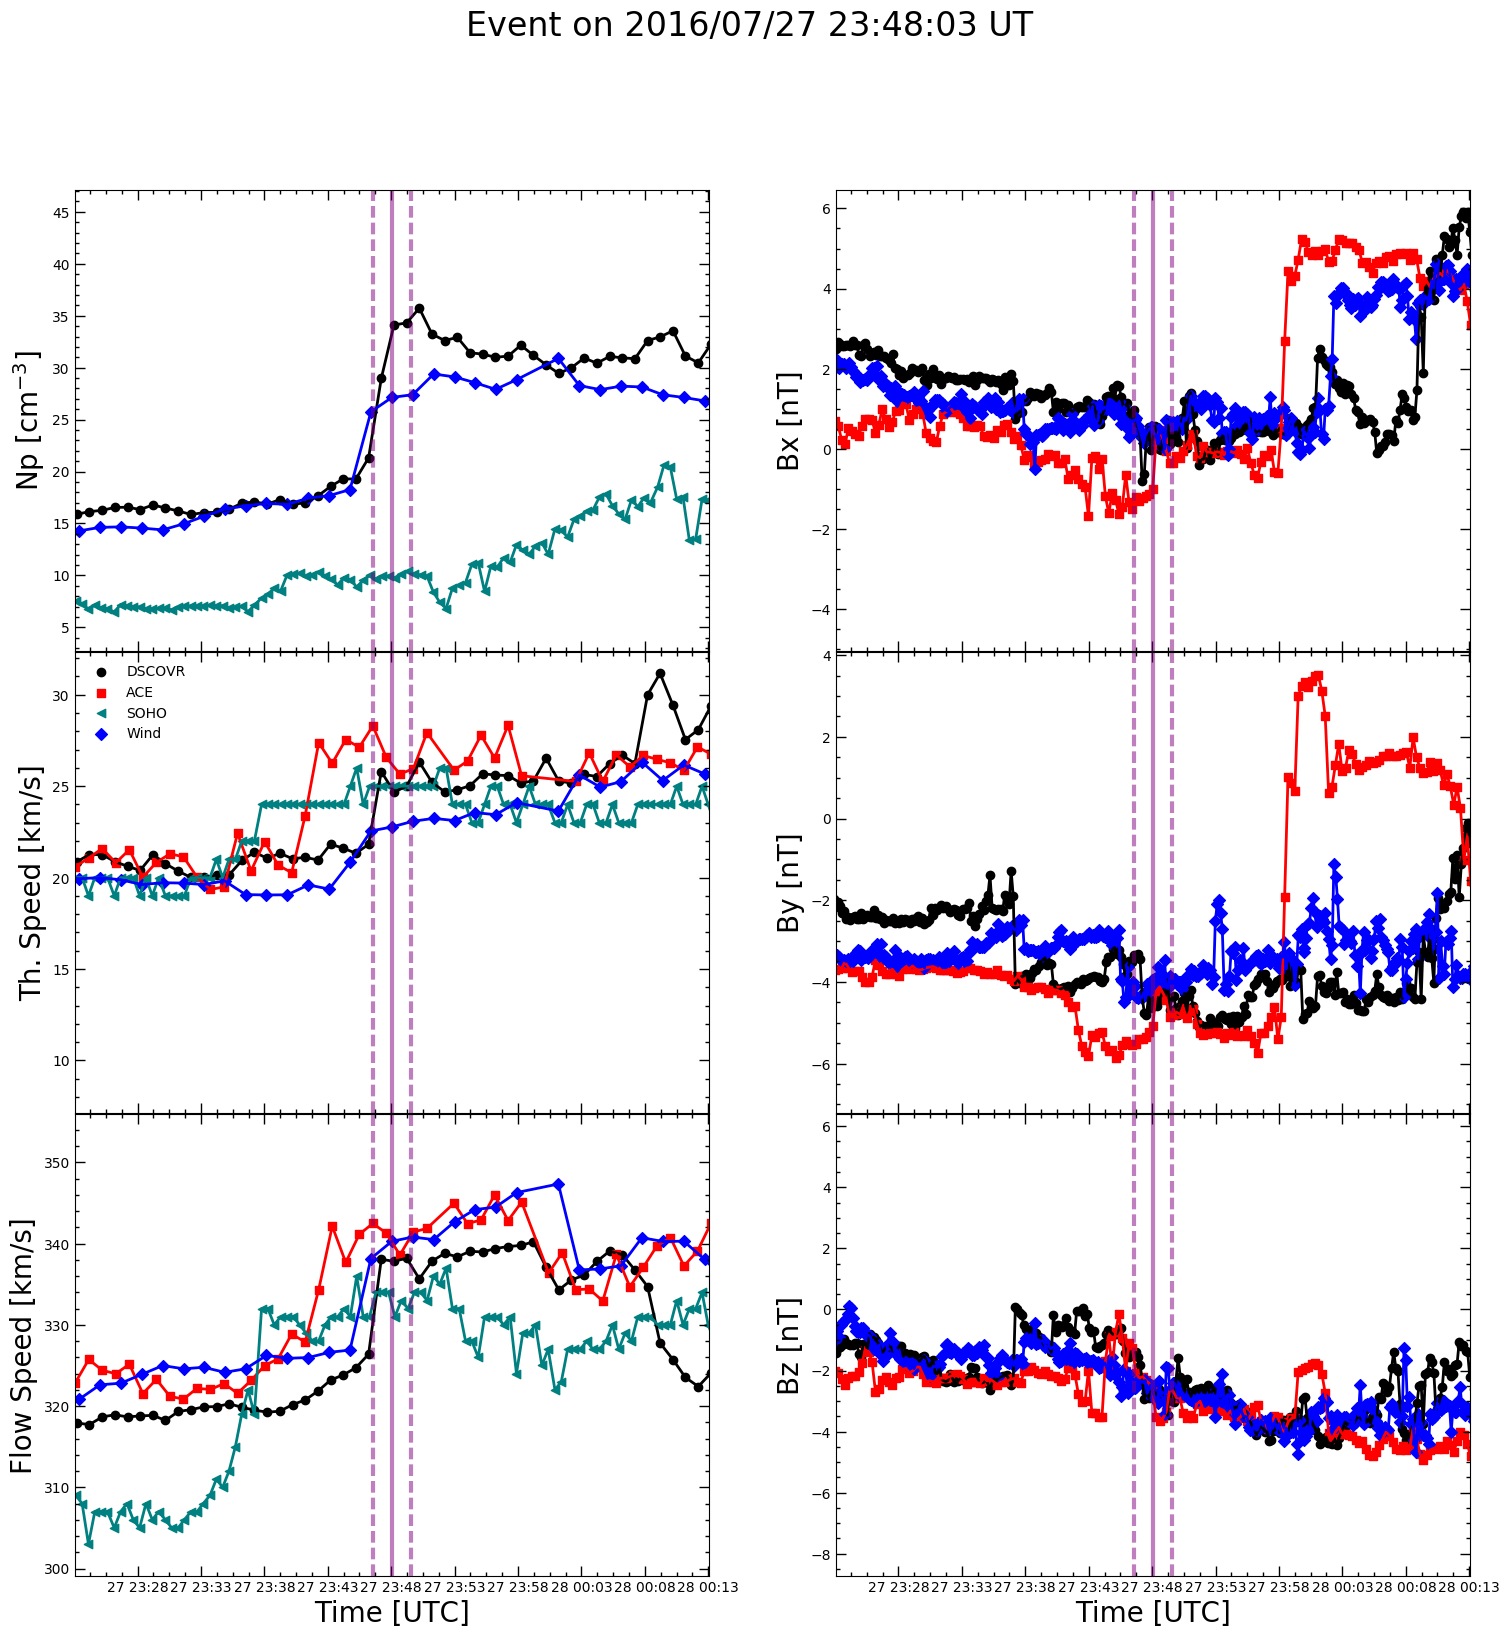 Event on 2016/07/27 23:48:03 UT
45
40
35
30
25
20
15
10
5
Np [cm⁻³]
6
4
2
0
−2
−4
Bx [nT]
DSCOVR
ACE
SOHO
Wind
30
25
20
15
10
Th. Speed [km/s]
4
2
0
−2
−4
−6
By [nT]
350
340
330
320
310
300
Flow Speed [km/s]
6
4
2
0
−2
−4
−6
−8
Bz [nT]
27 23:28 27 23:33 27 23:38 27 23:43 27 23:48 27 23:53 27 23:58 28 00:03 28 00:08 28 00:13
Time [UTC]
27 23:28 27 23:33 27 23:38 27 23:43 27 23:48 27 23:53 27 23:58 28 00:03 28 00:08 28 00:13
Time [UTC]